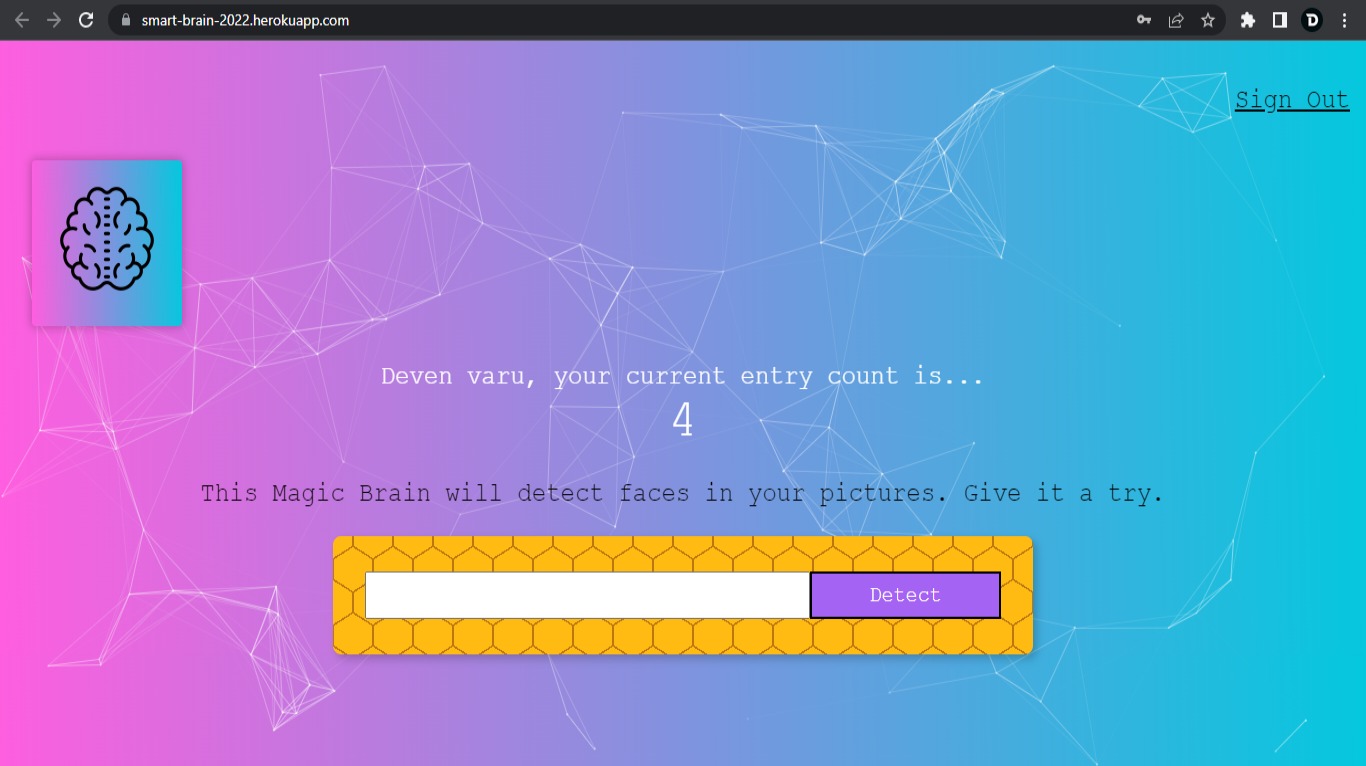 smart-brain-2022.herokuapp.com
Sign Out
Deven varu, your current entry count is...
4
This Magic Brain will detect faces in your pictures. Give it a try.
Detect